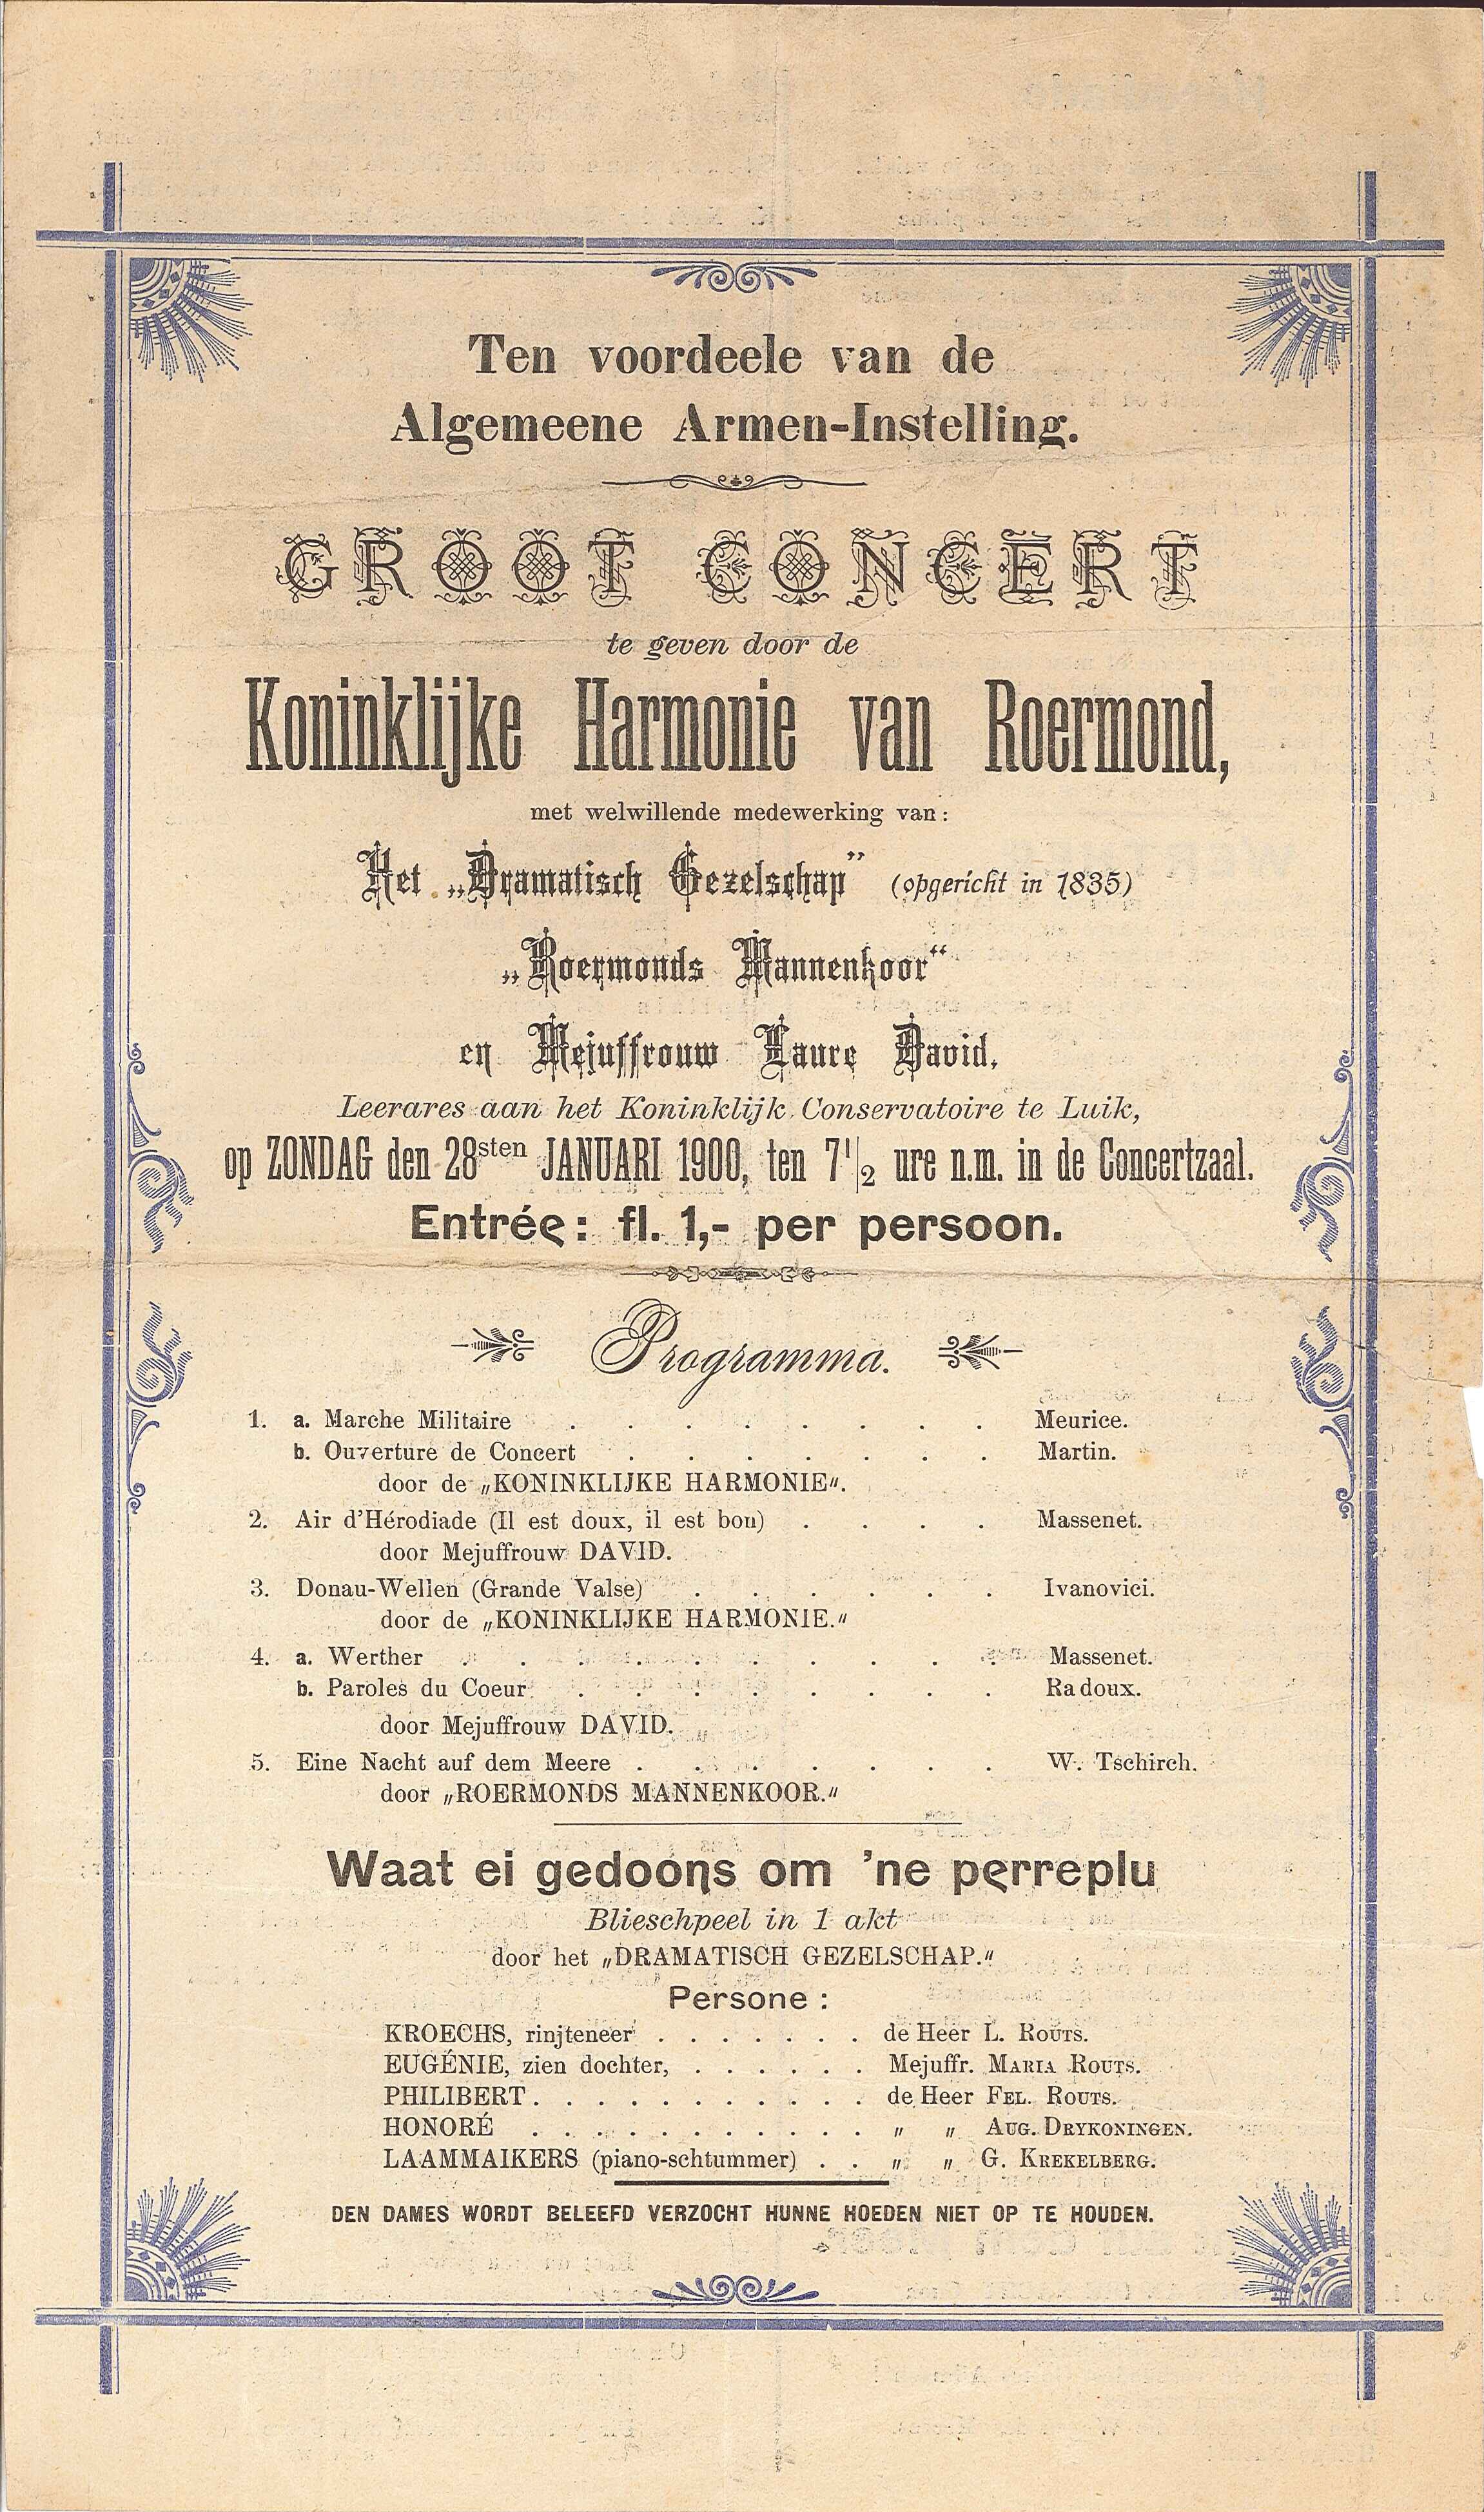 Ten voordeele van de
Algemeene Armen-Instelling.
GROOT CONCERT
te geven door de
Koninklijke Harmonie van Roermond,
met welwillende medewerking van:
Het „Dramatisch Gezelschap” (opgericht in 1835)
„Roermonds Mannenkoor“
en Mejuffrouw Laure David.
Leerares aan het Koninklijk Conservatoire te Luik,
op ZONDAG den 28sten JANUARI 1900, ten 7 1/2 ure n.m. in de Concertzaal.
Entrée: fl. 1,- per persoon.
Programma.
1. a. Marche Militaire . . . . . . . . Meurice.
b. Ouverture de Concert . . . . . . . Martin.
door de „KONINKLIJKE HARMONIE“.
2. Air d'Hérodiade (Il est doux, il est bon) . . . . Massenet.
door Mejuffrouw DAVID.
3. Donau-Wellen (Grande Valse) . . . . . . Ivanovici.
door de „KONINKLIJKE HARMONIE.“
4. a. Werther . . . . . . . . . . Massenet.
b. Paroles du Coeur . . . . . . . . Radoux.
door Mejuffrouw DAVID.
5. Eine Nacht auf dem Meere . . . . . . . W. Tschirch.
door „ROERMONDS MANNENKOOR.“
Waat ei gedoons om 'ne perreplu
Blieschpeel in 1 akt
door het „DRAMATISCH GEZELSCHAP.“
Persone:
KROECHS, rinjteneer . . . . . . . de Heer L. ROUTS.
EUGÉNIE, zien dochter, . . . . . . Mejuffr. MARIA ROUTS.
PHILIBERT . . . . . . . . . . . de Heer FEL. ROUTS.
HONORÉ . . . . . . . . . . . „ „ AUG. DRYKONINGEN.
LAAMMAIKERS (piano-schtummer) . . „ „ G. KREKELBERG.
DEN DAMES WORDT BELEEFD VERZOCHT HUNNE HOEDEN NIET OP TE HOUDEN.